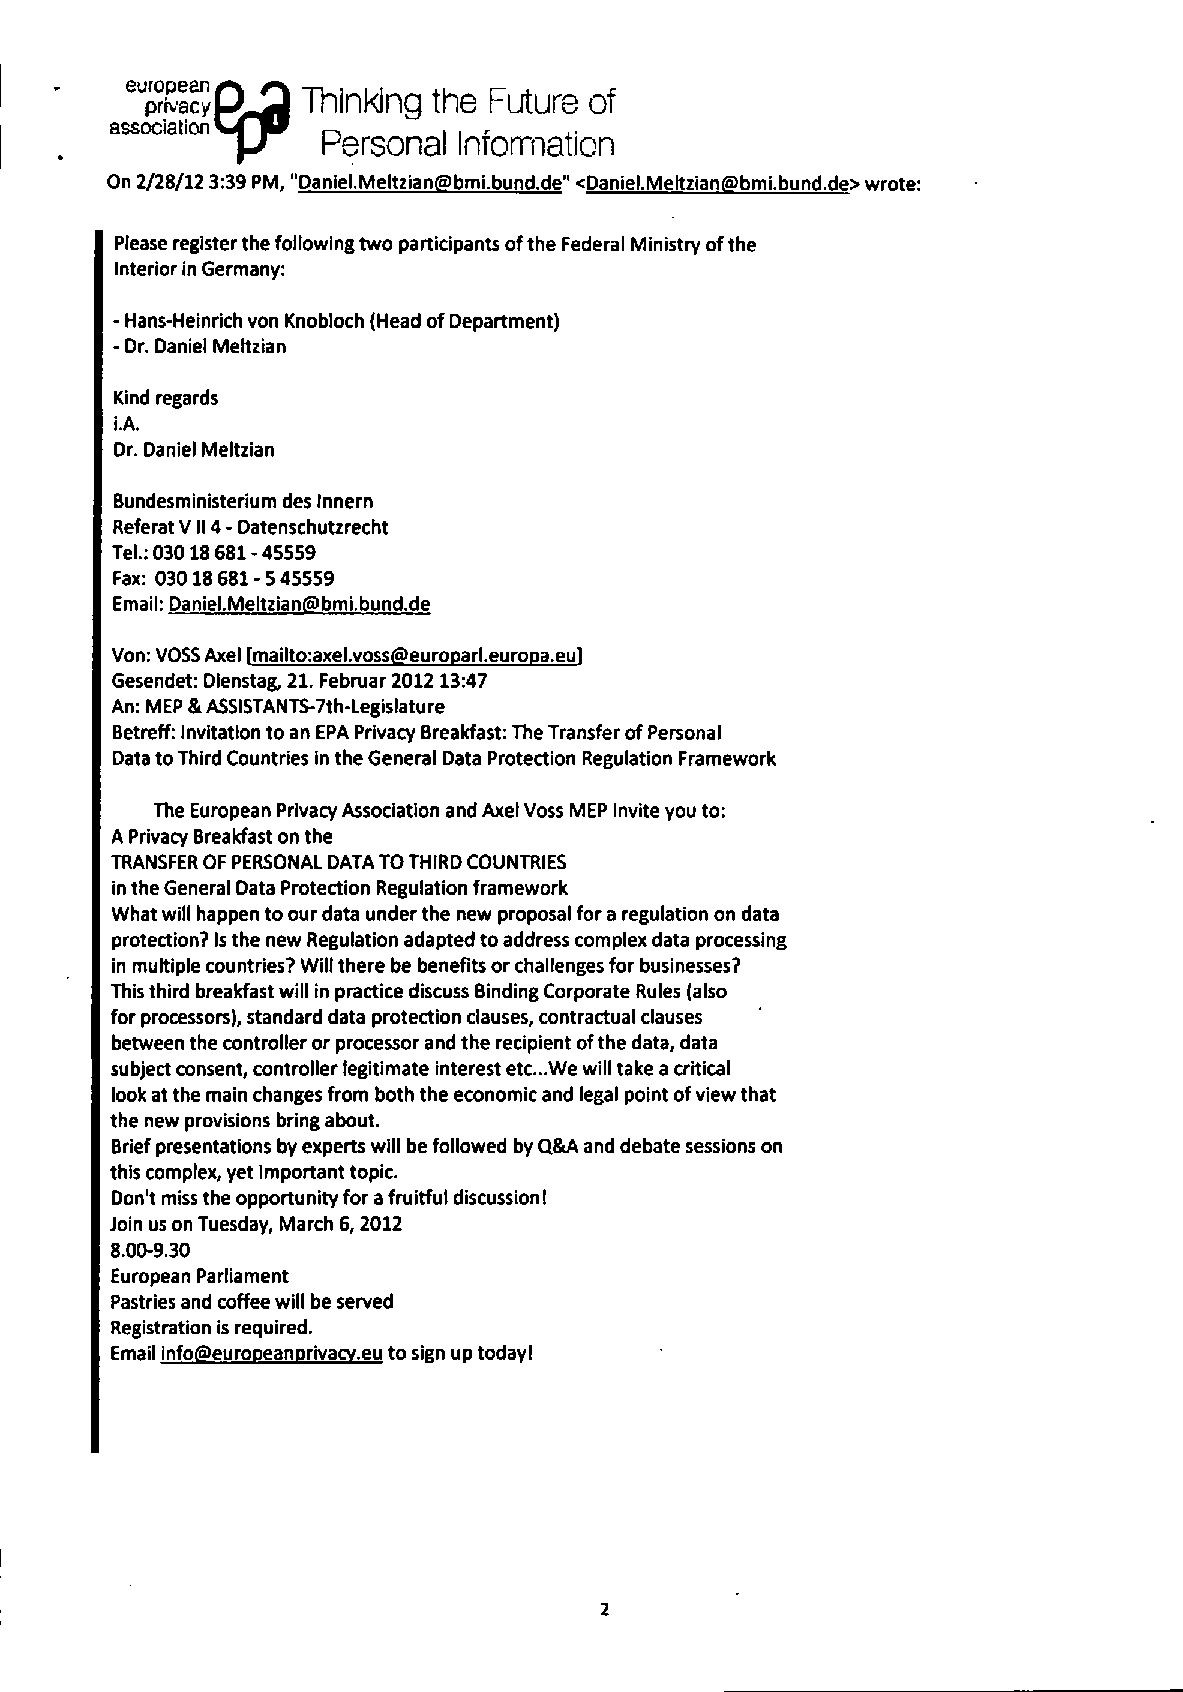 european
privacy
association
epa
Thinking the Future of
Personal Information
On 2/28/12 3:39 PM, "Daniel.Meltzian@bmi.bund.de" <Daniel.Meltzian@bmi.bund.de> wrote:
Please register the following two participants of the Federal Ministry of the
Interior in Germany:
- Hans-Heinrich von Knobloch (Head of Department)
- Dr. Daniel Meltzian
Kind regards
i.A.
Dr. Daniel Meltzian
Bundesministerium des Innern
Referat V II 4 - Datenschutzrecht
Tel.: 030 18 681 - 45559
Fax: 030 18 681 - 5 45559
Email: Daniel.Meltzian@bmi.bund.de
Von: VOSS Axel [mailto:axel.voss@europarl.europa.eu]
Gesendet: Dienstag, 21. Februar 2012 13:47
An: MEP & ASSISTANTS-7th-Legislature
Betreff: Invitation to an EPA Privacy Breakfast: The Transfer of Personal
Data to Third Countries in the General Data Protection Regulation Framework
The European Privacy Association and Axel Voss MEP invite you to:
A Privacy Breakfast on the
TRANSFER OF PERSONAL DATA TO THIRD COUNTRIES
in the General Data Protection Regulation framework
What will happen to our data under the new proposal for a regulation on data
protection? Is the new Regulation adapted to address complex data processing
in multiple countries? Will there be benefits or challenges for businesses?
This third breakfast will in practice discuss Binding Corporate Rules (also
for processors), standard data protection clauses, contractual clauses
between the controller or processor and the recipient of the data, data
subject consent, controller legitimate interest etc...We will take a critical
look at the main changes from both the economic and legal point of view that
the new provisions bring about.
Brief presentations by experts will be followed by Q&A and debate sessions on
this complex, yet important topic.
Don't miss the opportunity for a fruitful discussion!
Join us on Tuesday, March 6, 2012
8.00-9.30
European Parliament
Pastries and coffee will be served
Registration is required.
Email info@europeanprivacy.eu to sign up today!
2